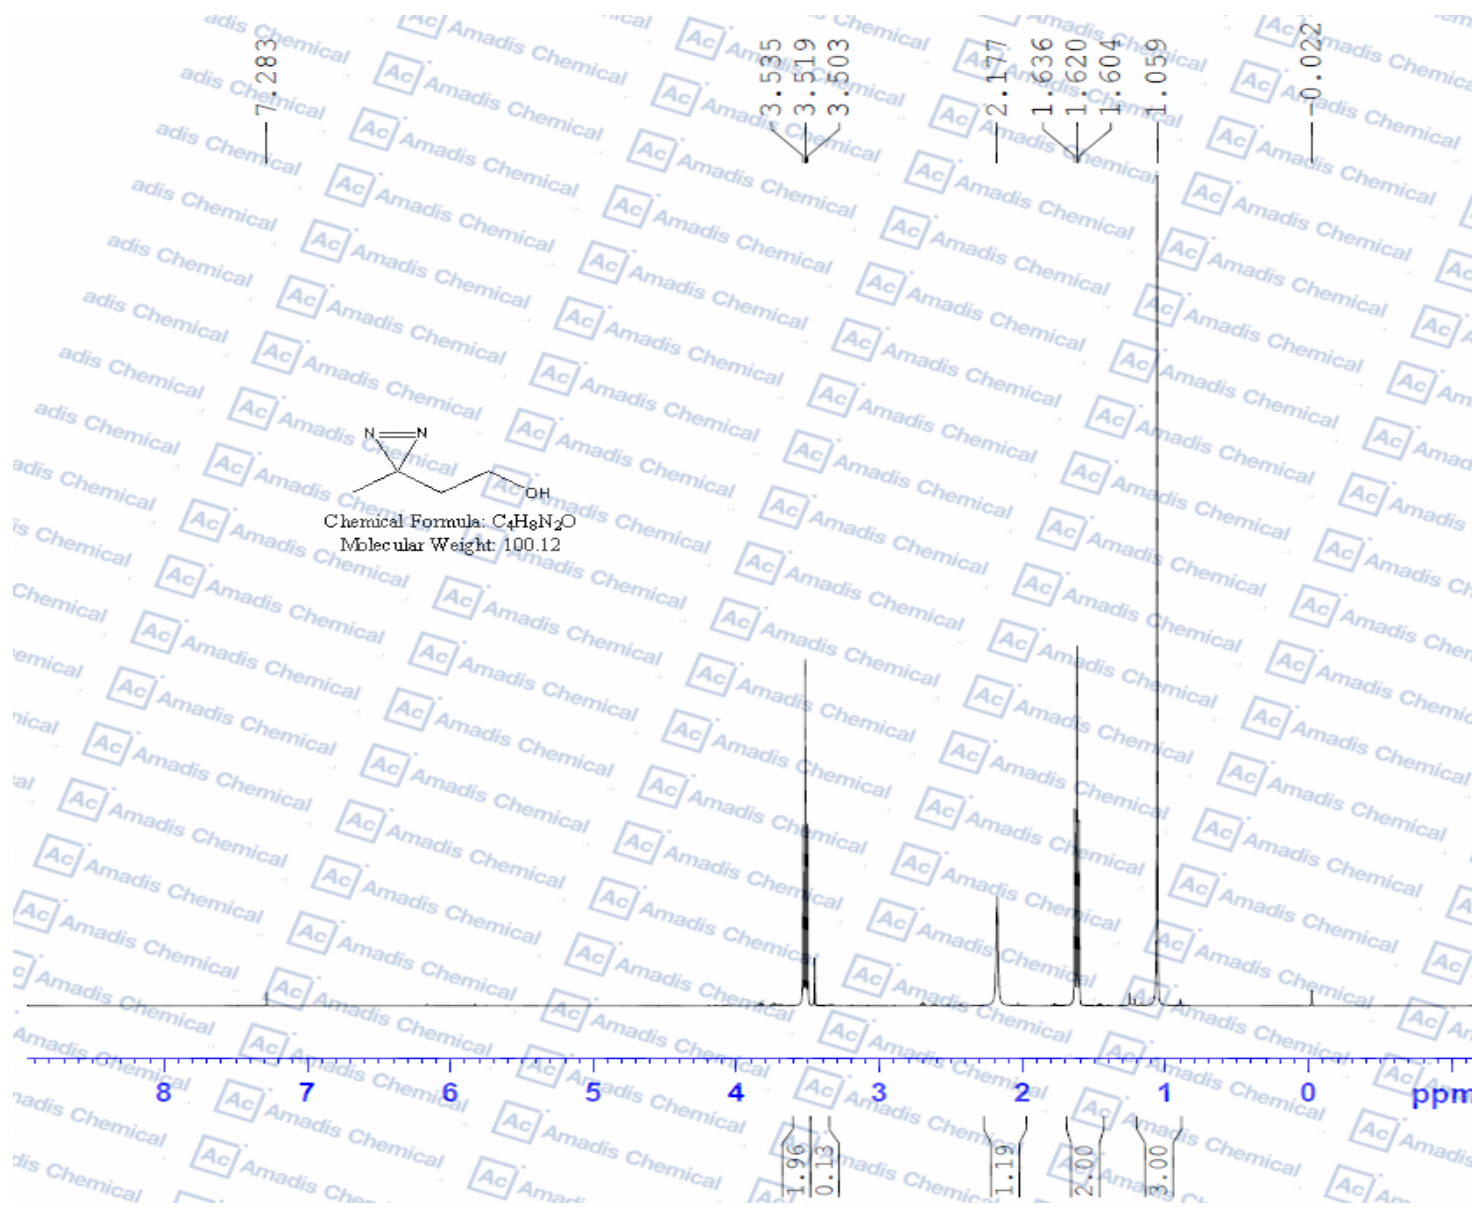 7.283
3.535
3.519
3.503
2.177
1.636
1.620
1.604
1.059
-0.022
N N
OH
Chemical Formula: C₄H₈N₂O
Molecular Weight: 100.12
8 7 6 5 4 3 2 1 0 ppm
1.96
0.13
1.19
2.00
3.00
Ac Amadis Chemical